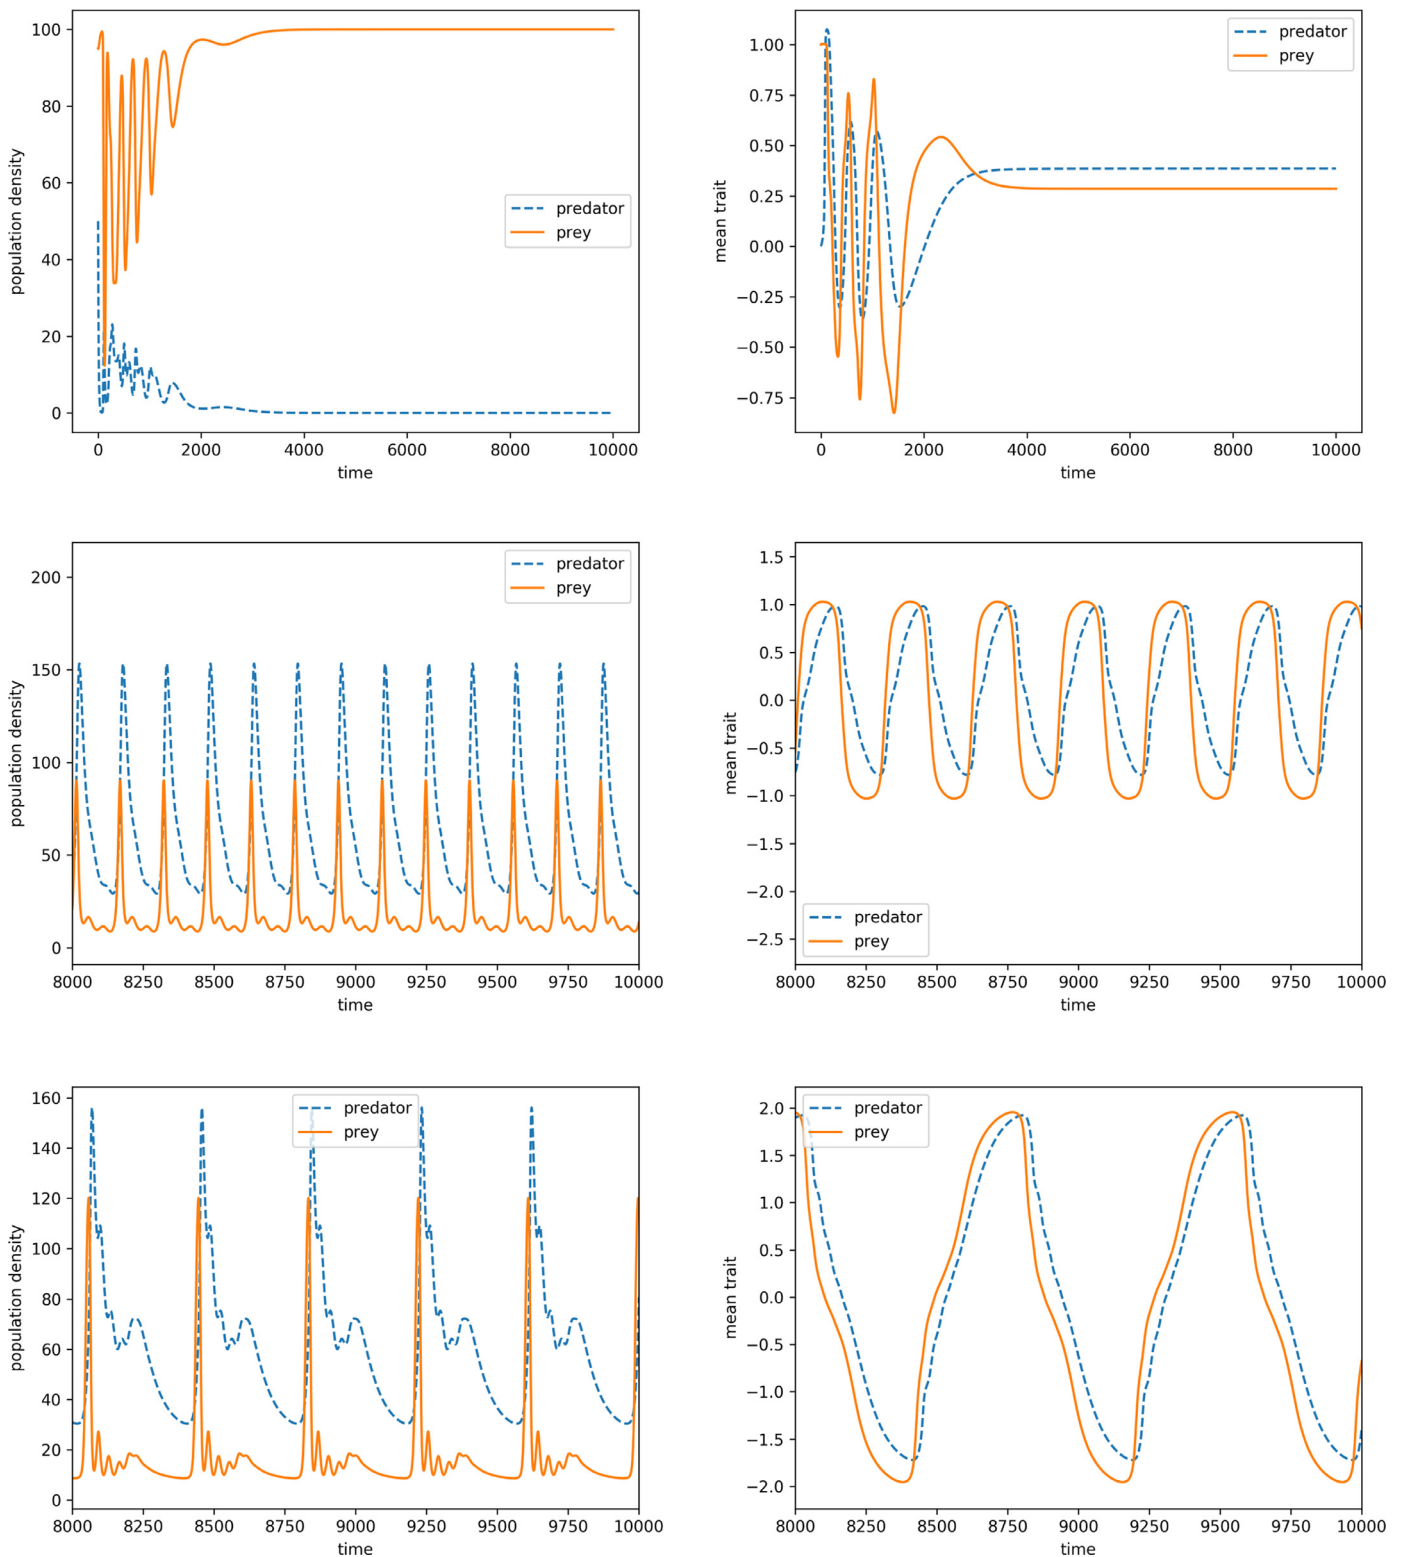 100
80
60
40
20
0
population density
predator
prey
0 2000 4000 6000 8000 10000
time
1.00
0.75
0.50
0.25
0.00
−0.25
−0.50
−0.75
mean trait
predator
prey
0 2000 4000 6000 8000 10000
time
200
150
100
50
0
population density
predator
prey
8000 8250 8500 8750 9000 9250 9500 9750 10000
time
1.5
1.0
0.5
0.0
−0.5
−1.0
−1.5
−2.0
−2.5
mean trait
predator
prey
8000 8250 8500 8750 9000 9250 9500 9750 10000
time
160
140
120
100
80
60
40
20
0
population density
predator
prey
8000 8250 8500 8750 9000 9250 9500 9750 10000
time
2.0
1.5
1.0
0.5
0.0
−0.5
−1.0
−1.5
−2.0
mean trait
predator
prey
8000 8250 8500 8750 9000 9250 9500 9750 10000
time